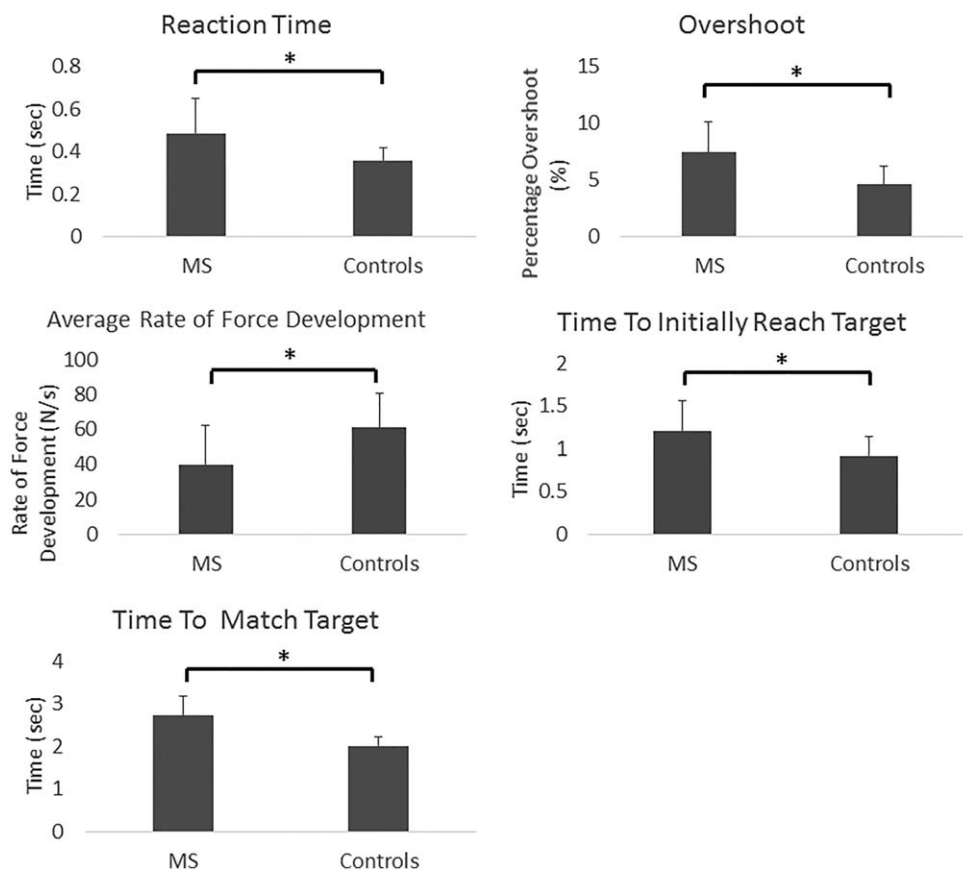 Reaction Time
*
0.8
0.6
0.4
0.2
0
Time (sec)
MS Controls
Overshoot
*
15
10
5
0
Percentage Overshoot
(%)
MS Controls
Average Rate of Force Development
*
100
80
60
40
20
0
Rate of Force
Development (N/s)
MS Controls
Time To Initially Reach Target
*
2
1.5
1
0.5
0
Time (sec)
MS Controls
Time To Match Target
*
4
3
2
1
0
Time (sec)
MS Controls